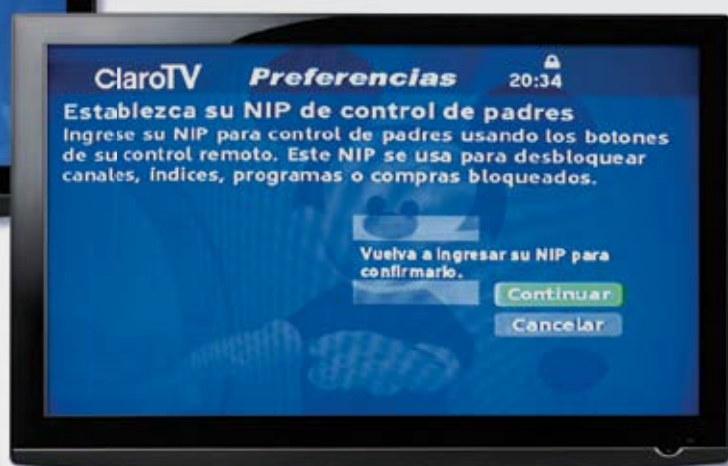 ClaroTV Preferencias 20:34
Establezca su NIP de control de padres
Ingrese su NIP para control de padres usando los botones
de su control remoto. Este NIP se usa para desbloquear
canales, índices, programas o compras bloqueados.
Vuelva a ingresar su NIP para
confirmarlo.
Continuar
Cancelar